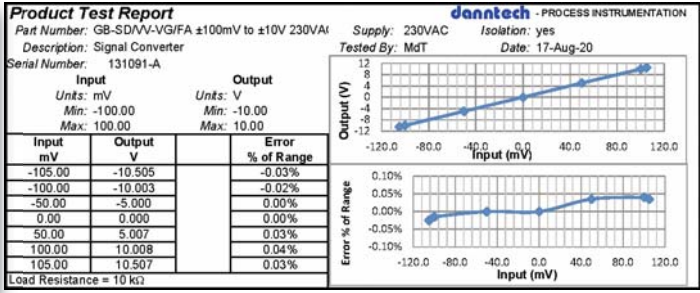 Product Test Report
danntech - PROCESS INSTRUMENTATION
Part Number: GB-SD/VV-VG/FA ±100mV to ±10V 230VA
Supply: 230VAC
Isolation: yes
Description: Signal Converter
Tested By: MdT
Date: 17-Aug-20
Serial Number: 131091-A
Input Output
Units: mV Units: V
Min: -100.00 Min: -10.00
Max: 100.00 Max: 10.00
Input Output Error
mV V % of Range
-105.00 -10.505 -0.03%
-100.00 -10.003 -0.02%
-50.00 -5.000 0.00%
0.00 0.000 0.00%
50.00 5.007 0.03%
100.00 10.008 0.04%
105.00 10.507 0.03%
Load Resistance = 10 kΩ
Output (V)
12
8
4
0
-4
-8
-12
-120.0 -80.0 -40.0 0.0 40.0 80.0 120.0
Input (mV)
Error % of Range
0.10%
0.05%
0.00%
-0.05%
-0.10%
-120.0 -80.0 -40.0 0.0 40.0 80.0 120.0
Input (mV)